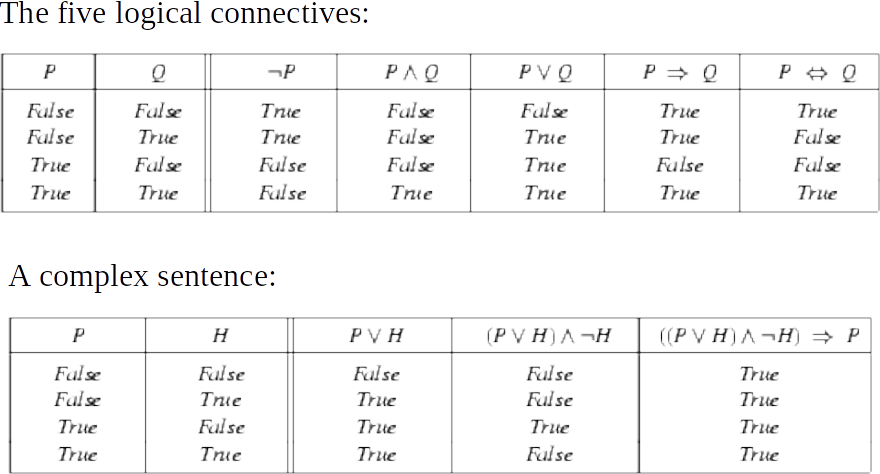 The five logical connectives:
P Q ¬P P ∧ Q P ∨ Q P ⇒ Q P ⇔ Q
False False True False False True True
False True True False True True False
True False False False True False False
True True False True True True True
A complex sentence:
P H P ∨ H (P ∨ H) ∧ ¬H ((P ∨ H) ∧ ¬H) ⇒ P
False False False False True
False True True False True
True False True True True
True True True False True